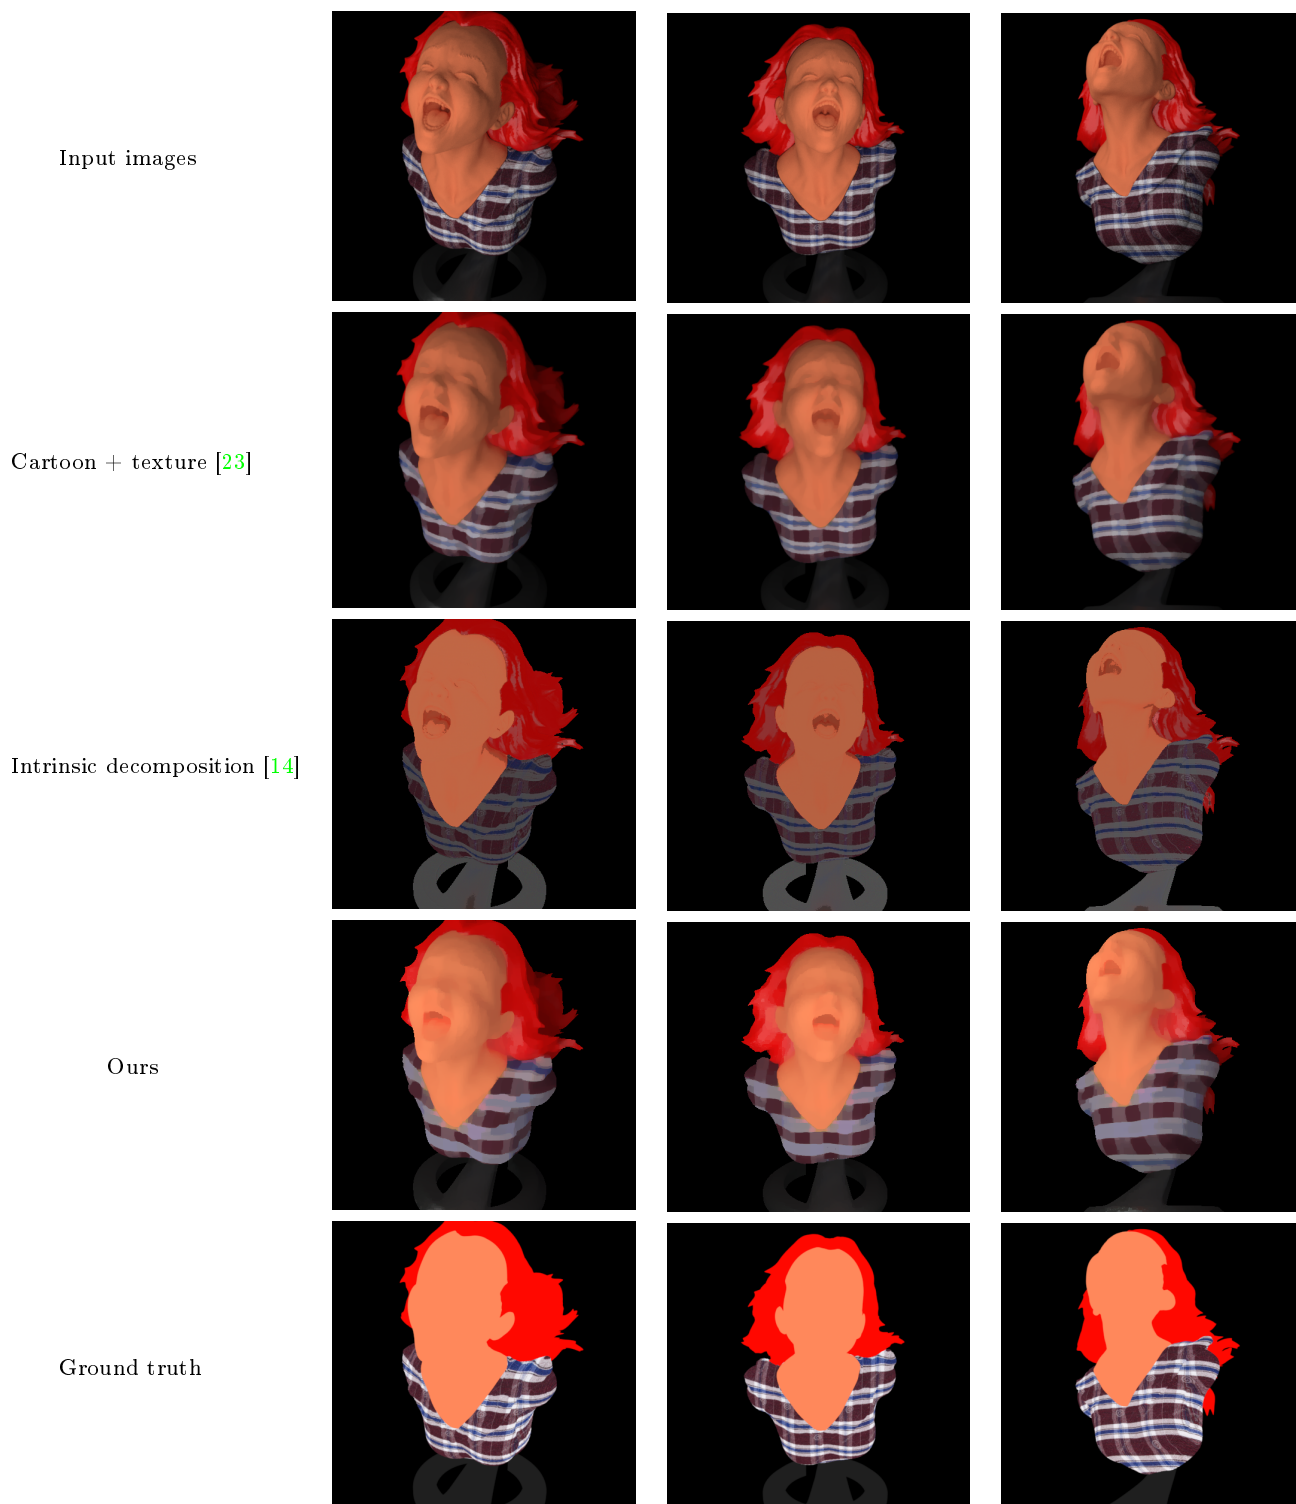 Input images
Cartoon + texture [23]
Intrinsic decomposition [14]
Ours
Ground truth